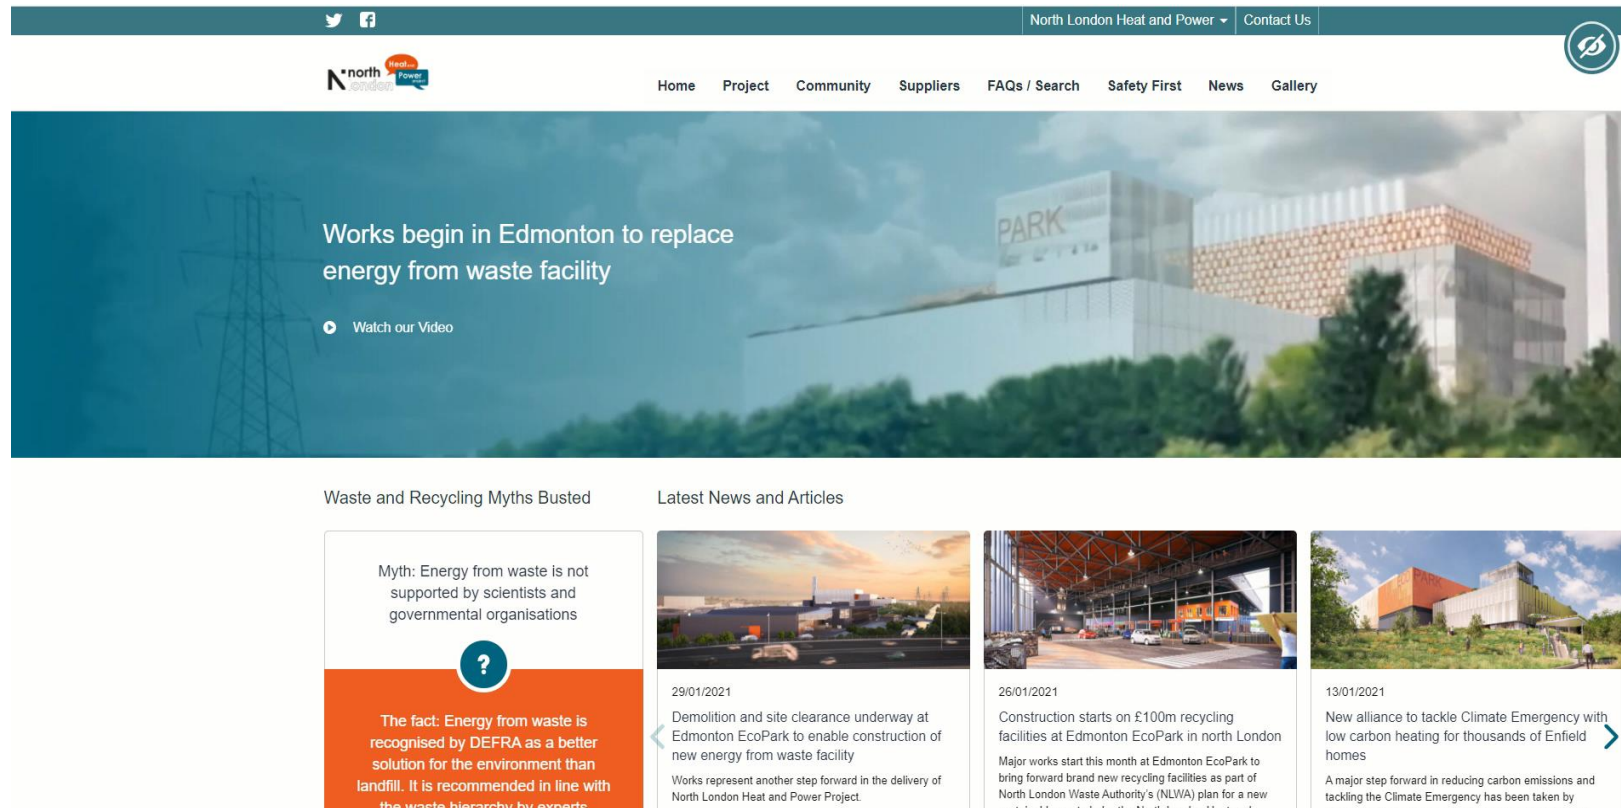 North London Heat and Power
Contact Us
north
london
Heat and
Power
project
Home Project Community Suppliers FAQs / Search Safety First News Gallery
PARK
Works begin in Edmonton to replace
energy from waste facility
Watch our Video
Waste and Recycling Myths Busted
Myth: Energy from waste is not
supported by scientists and
governmental organisations
?
The fact: Energy from waste is
recognised by DEFRA as a better
solution for the environment than
landfill. It is recommended in line with
the waste hierarchy by experts
Latest News and Articles
29/01/2021
Demolition and site clearance underway at
Edmonton EcoPark to enable construction of
new energy from waste facility
Works represent another step forward in the delivery of
North London Heat and Power Project.
26/01/2021
Construction starts on £100m recycling
facilities at Edmonton EcoPark in north London
Major works start this month at Edmonton EcoPark to
bring forward brand new recycling facilities as part of
North London Waste Authority's (NLWA) plan for a new
PARK
13/01/2021
New alliance to tackle Climate Emergency with
low carbon heating for thousands of Enfield
homes
A major step forward in reducing carbon emissions and
tackling the Climate Emergency has been taken by